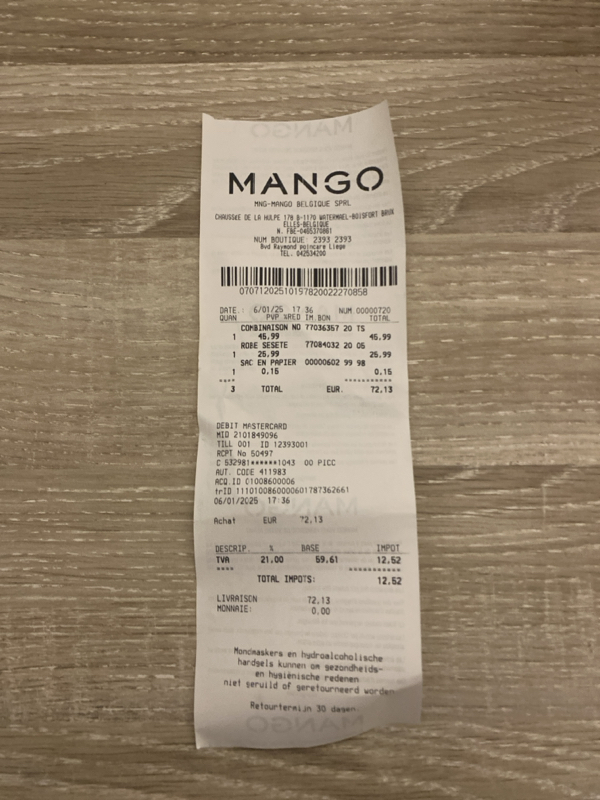 MANGO
MNG-MANGO BELGIQUE SPRL
CHAUSSEE DE LA HULPE 178 B-1170 WATERMAEL-BOISFORT BRUX
ELLES-BELGIQUE
N. FBE-0465370861
NUM BOUTIQUE: 2393 2393
Bvd Raymond poincare Liege
TEL. 042534200
07071202510197820022270858
DATE.: 6/01/25 17 36 NUM 00000720
QUAN PVP %RED IM.BON TOTAL
COMBINAISON NO 77036357 20 TS
1 45,99 45,99
ROBE SESETE 77084032 20 05
1 25,99 25,99
SAC EN PAPIER 00000602 99 98
1 0,15 0,15
**** ***********
3 TOTAL EUR. 72,13
DEBIT MASTERCARD
MID 2101849096
TILL 001 ID 12393001
RCPT No 50497
C 532981******1043 00 PICC
AUT. CODE 411983
ACQ.ID 01008600006
trID 1110100860000601787362661
06/01/2025 17:36
Achat EUR 72,13
DESCRIP. % BASE IMPOT
TVA 21,00 59,61 12,52
**** ***********
TOTAL IMPOTS: 12,52
LIVRAISON 72,13
MONNAIE: 0,00
Mondmaskers en hydroalcoholische
hardgels kunnen om gezondheids-
en hygiënische redenen
niet geruild of geretourneerd worden
Retourtermijn 30 dagen.